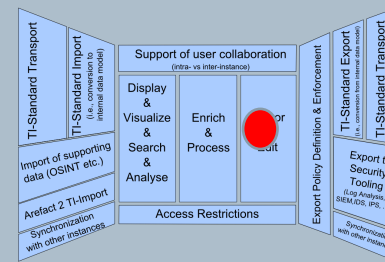 TI-Standard Transport
TI-Standard Import
(i.e., conversion to
internal data model)
Import of supporting
data (OSINT etc.)
Arefact 2 TI-Import
Synchronization
with other instances
Support of user collaboration
(intra- vs inter-instance)
Display
&
Visualize
&
Search
&
Analyse
Enrich
&
Process
Access Restrictions
Export Policy Definition & Enforcement
TI-Standard Export
(i.e., conversion from internal data model)
TI-Standard Transport
Export
Security
Tooling
(Log Analysis,
SIEM,IDS, IPS,
with other